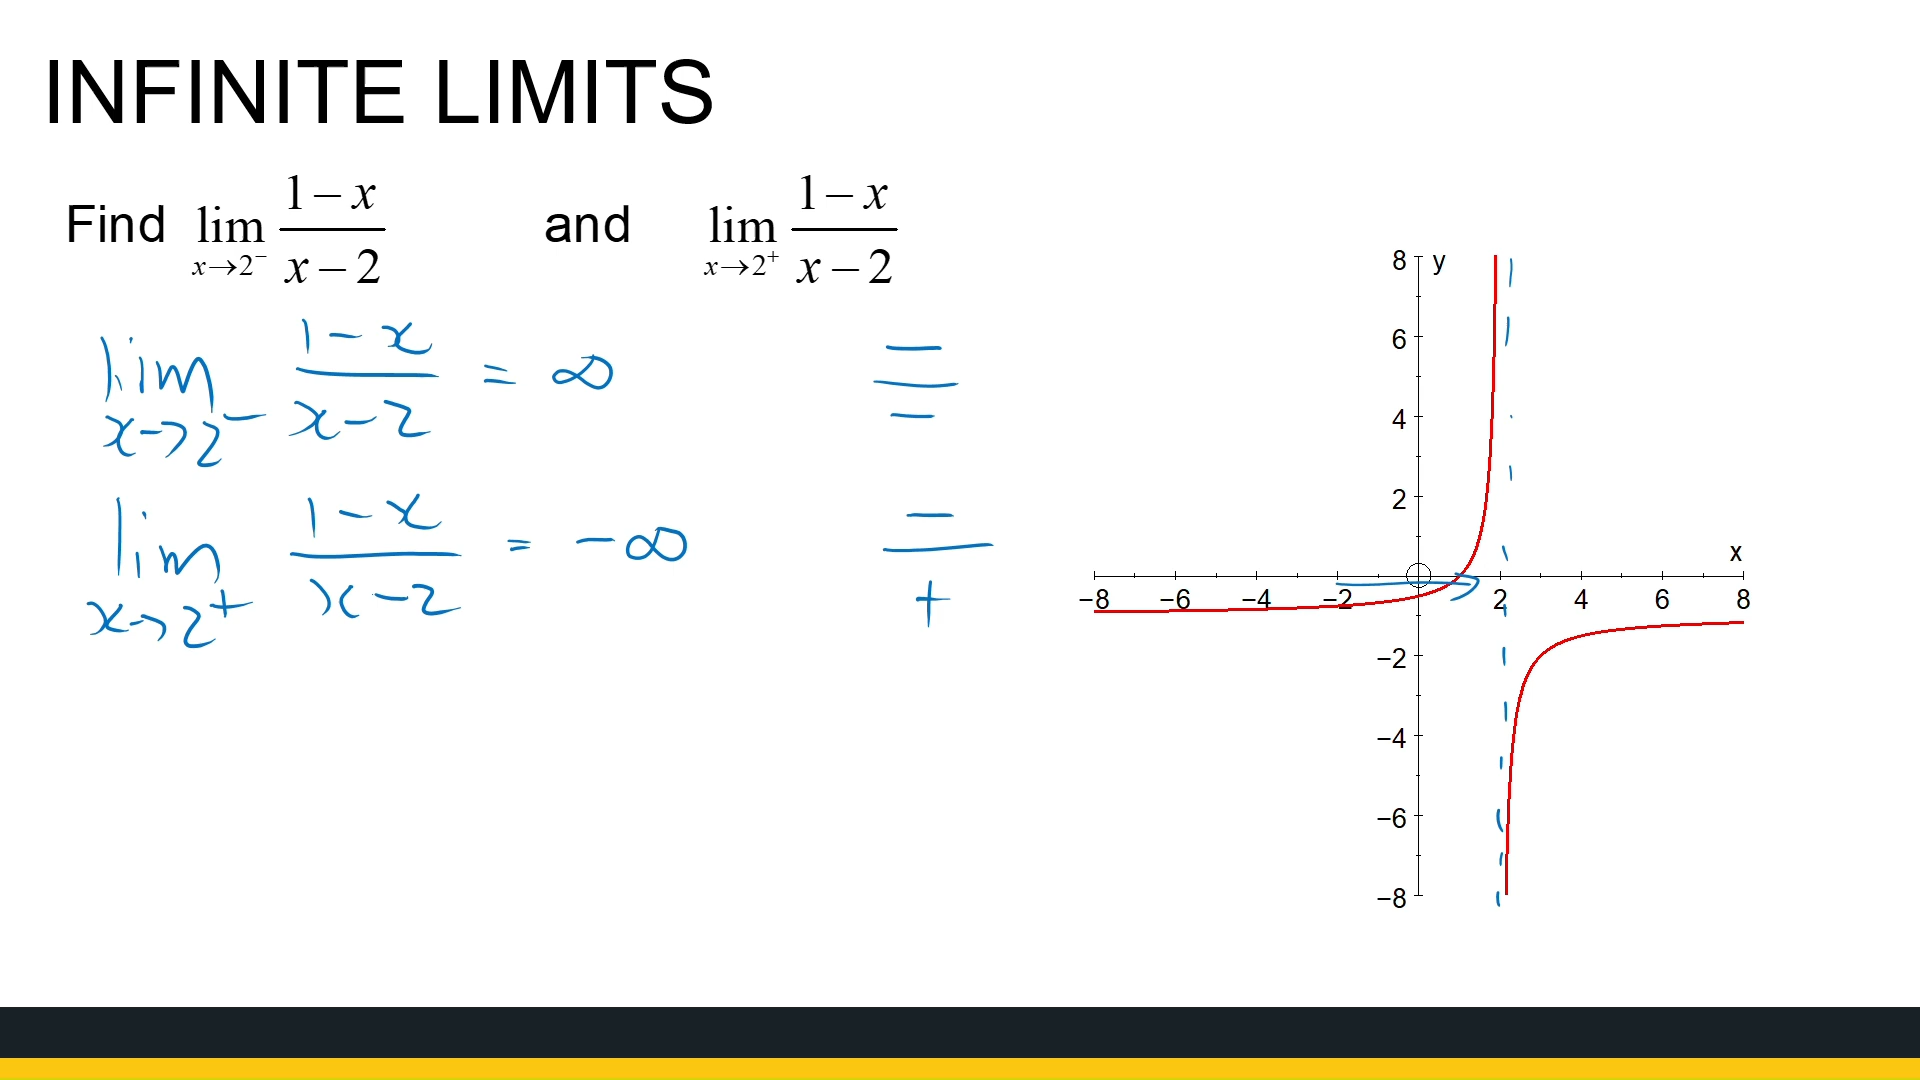 INFINITE LIMITS
Find lim x→2⁻ (1−x)/(x−2) and lim x→2⁺ (1−x)/(x−2)
lim x→2⁻ (1−x)/(x−2) = ∞ −/−
lim x→2⁺ (1−x)/(x−2) = −∞ −/+
8 y
6
4
2
x
−8 −6 −4 −2 2 4 6 8
−2
−4
−6
−8